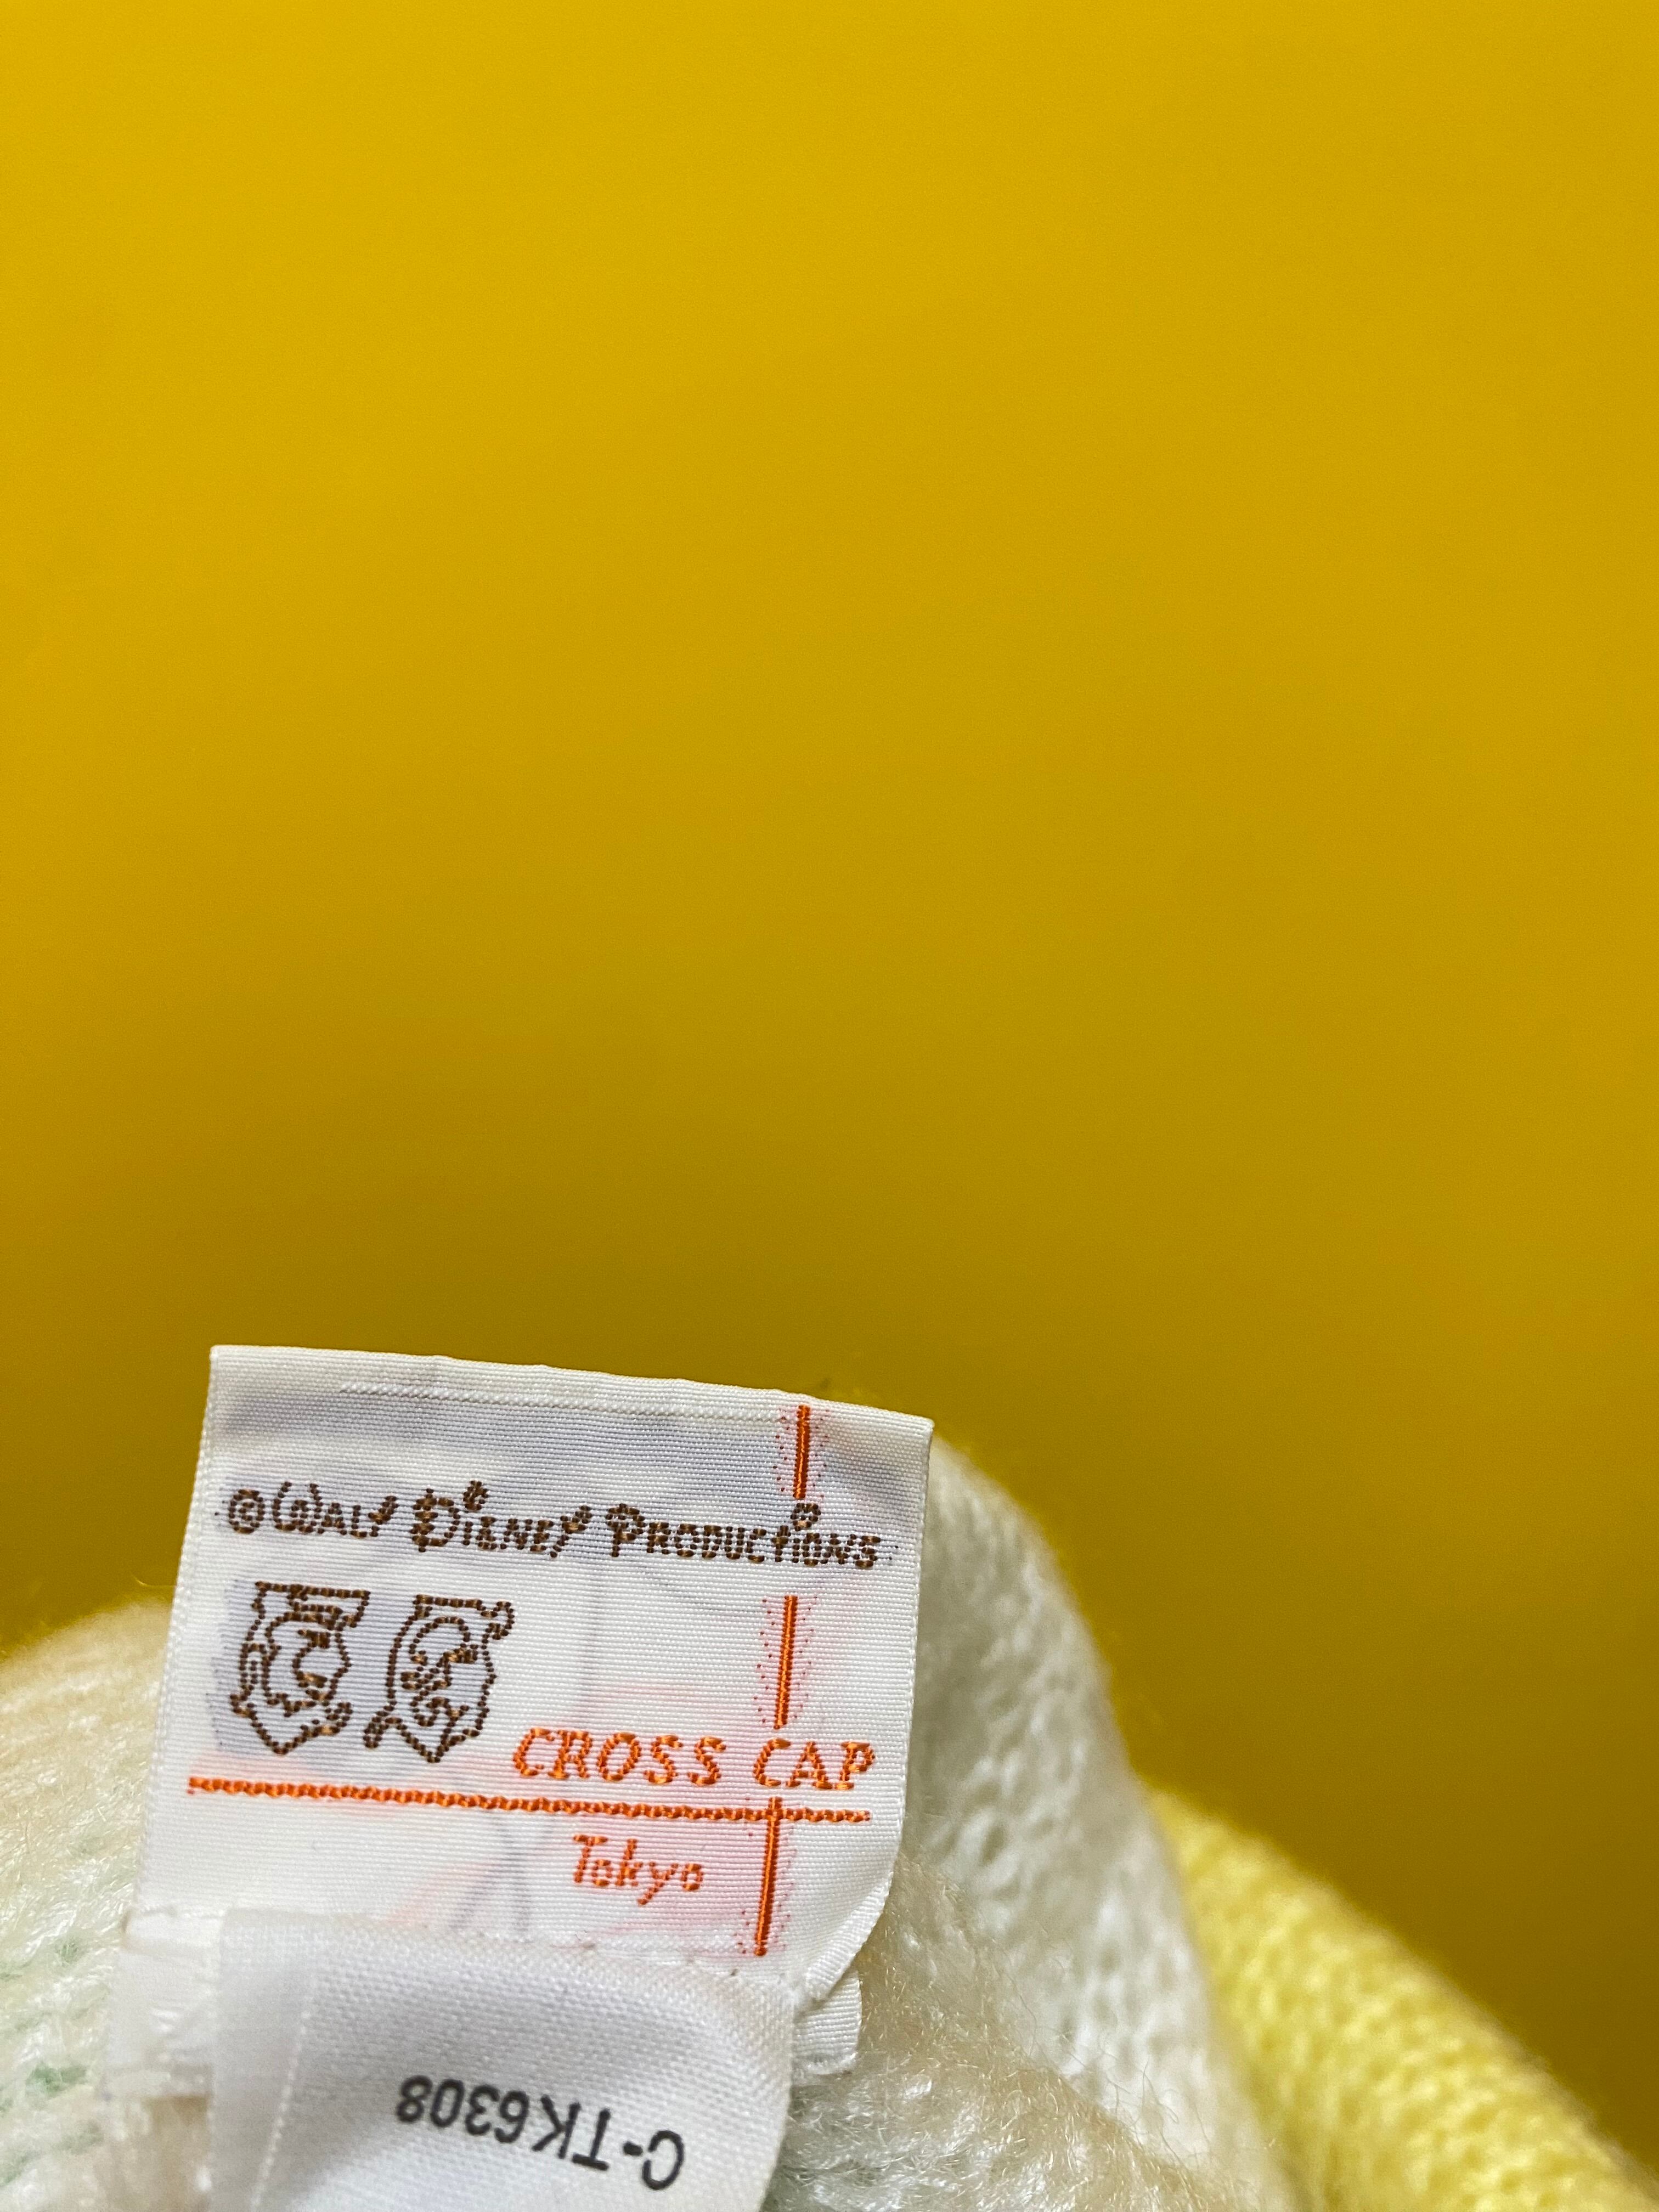 © WALT DISNEY PRODUCTIONS
CROSS CAP
Tokyo
C-TK6308